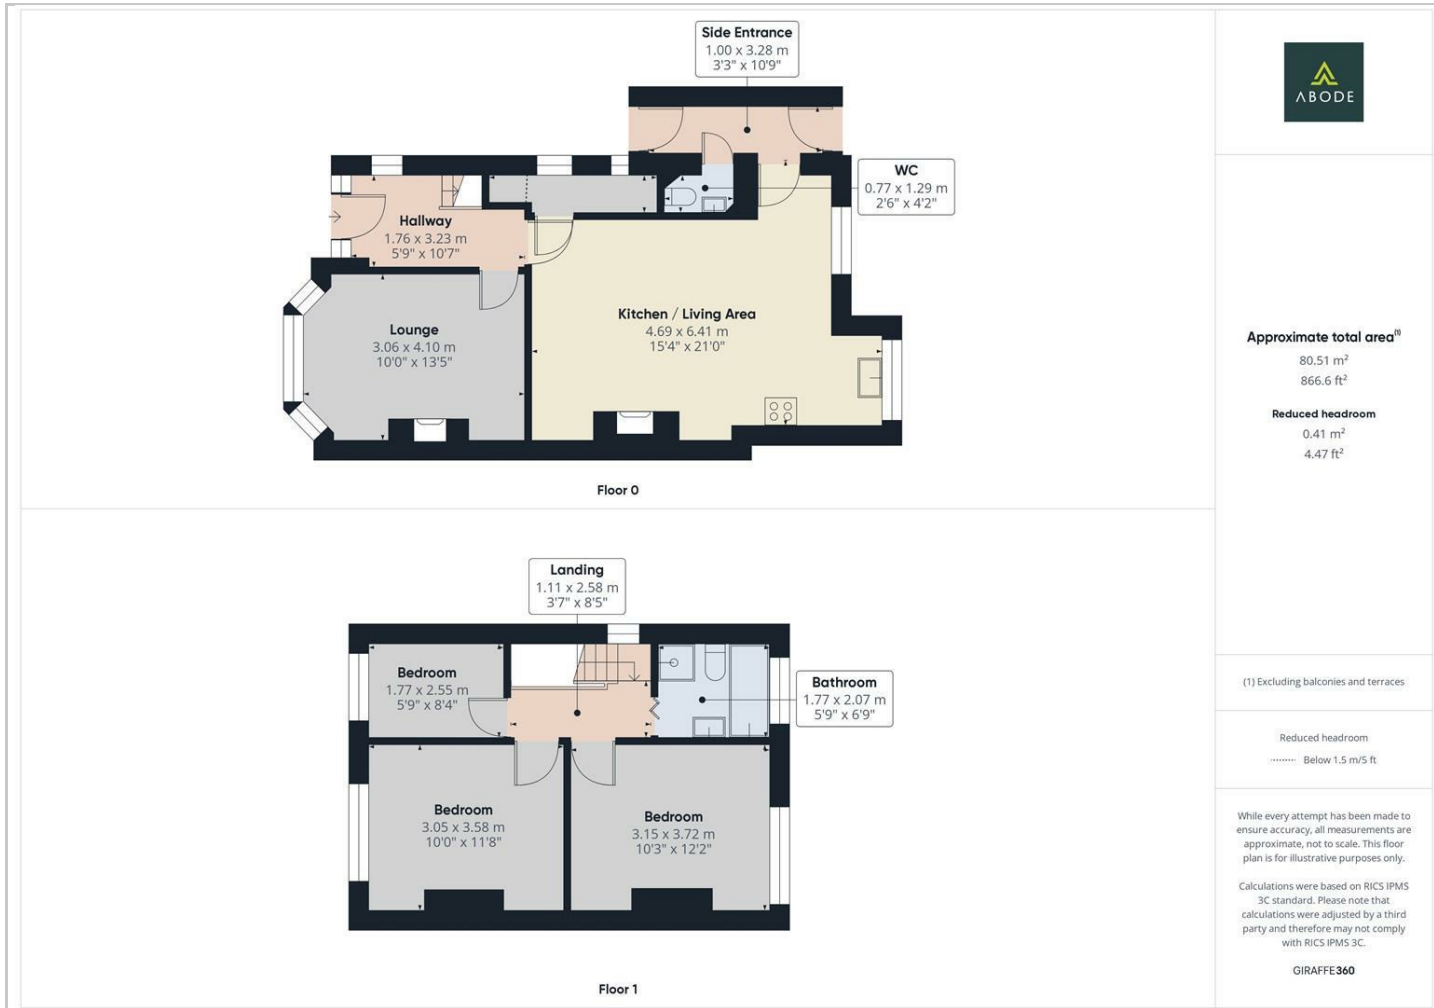 Side Entrance
1.00 x 3.28 m
3'3" x 10'9"
WC
0.77 x 1.29 m
2'6" x 4'2"
Hallway
1.76 x 3.23 m
5'9" x 10'7"
Lounge
3.06 x 4.10 m
10'0" x 13'5"
Kitchen / Living Area
4.69 x 6.41 m
15'4" x 21'0"
Floor 0
Landing
1.11 x 2.58 m
3'7" x 8'5"
Bedroom
1.77 x 2.55 m
5'9" x 8'4"
Bathroom
1.77 x 2.07 m
5'9" x 6'9"
Bedroom
3.05 x 3.58 m
10'0" x 11'8"
Bedroom
3.15 x 3.72 m
10'3" x 12'2"
Floor 1
ABODE
Approximate total area⁽¹⁾
80.51 m²
866.6 ft²
Reduced headroom
0.41 m²
4.47 ft²
(1) Excluding balconies and terraces
Reduced headroom
Below 1.5 m/5 ft
While every attempt has been made to
ensure accuracy, all measurements are
approximate, not to scale. This floor
plan is for illustrative purposes only.
Calculations were based on RICS IPMS
3C standard. Please note that
calculations were adjusted by a third
party and therefore may not comply
with RICS IPMS 3C.
GIRAFFE360